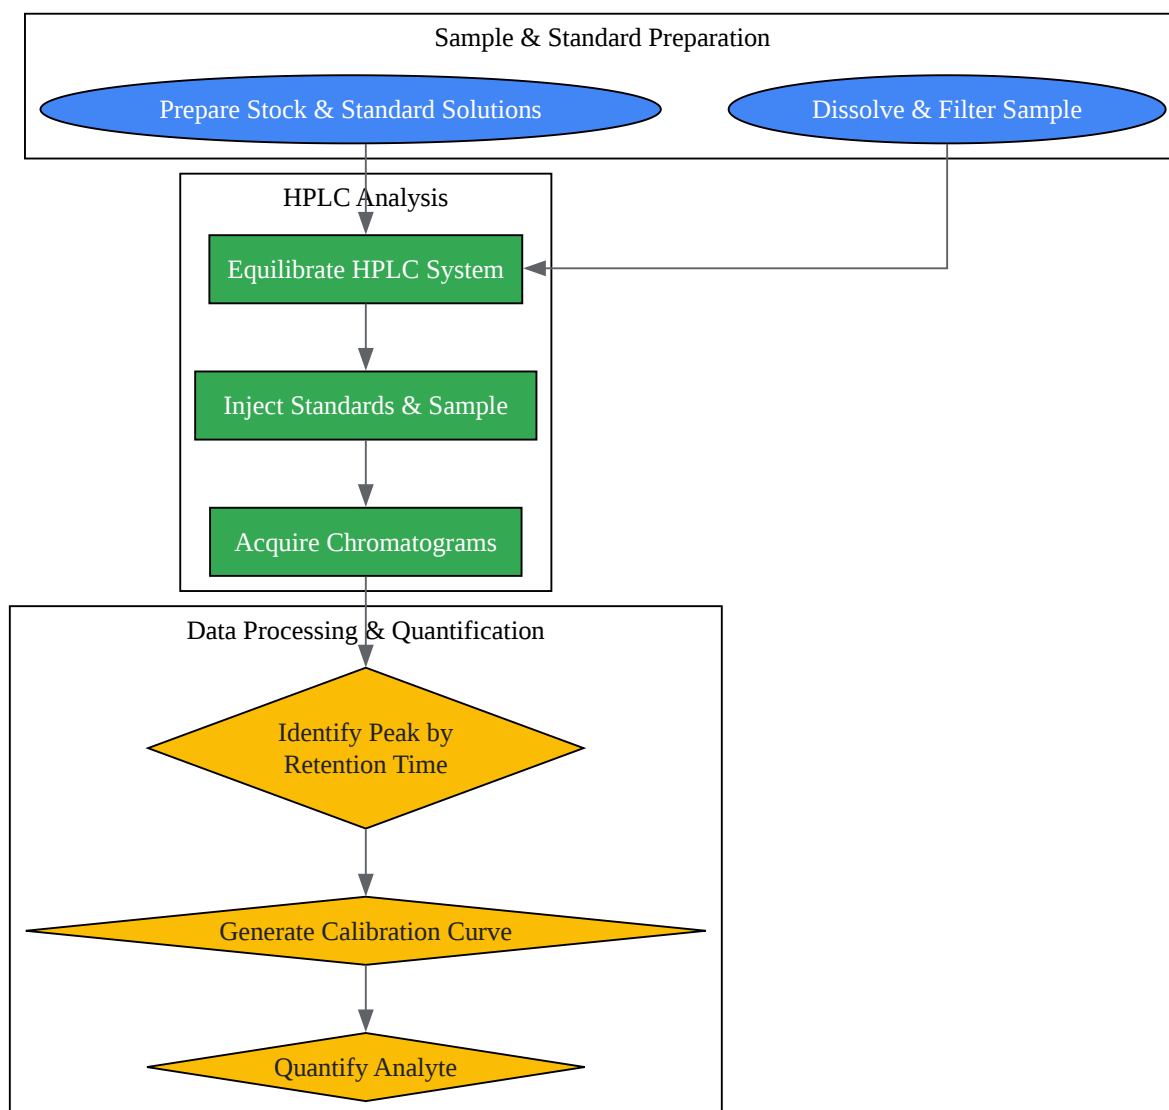 Sample & Standard Preparation
Prepare Stock & Standard Solutions
Dissolve & Filter Sample
HPLC Analysis
Equilibrate HPLC System
Inject Standards & Sample
Acquire Chromatograms
Data Processing & Quantification
Identify Peak by
Retention Time
Generate Calibration Curve
Quantify Analyte